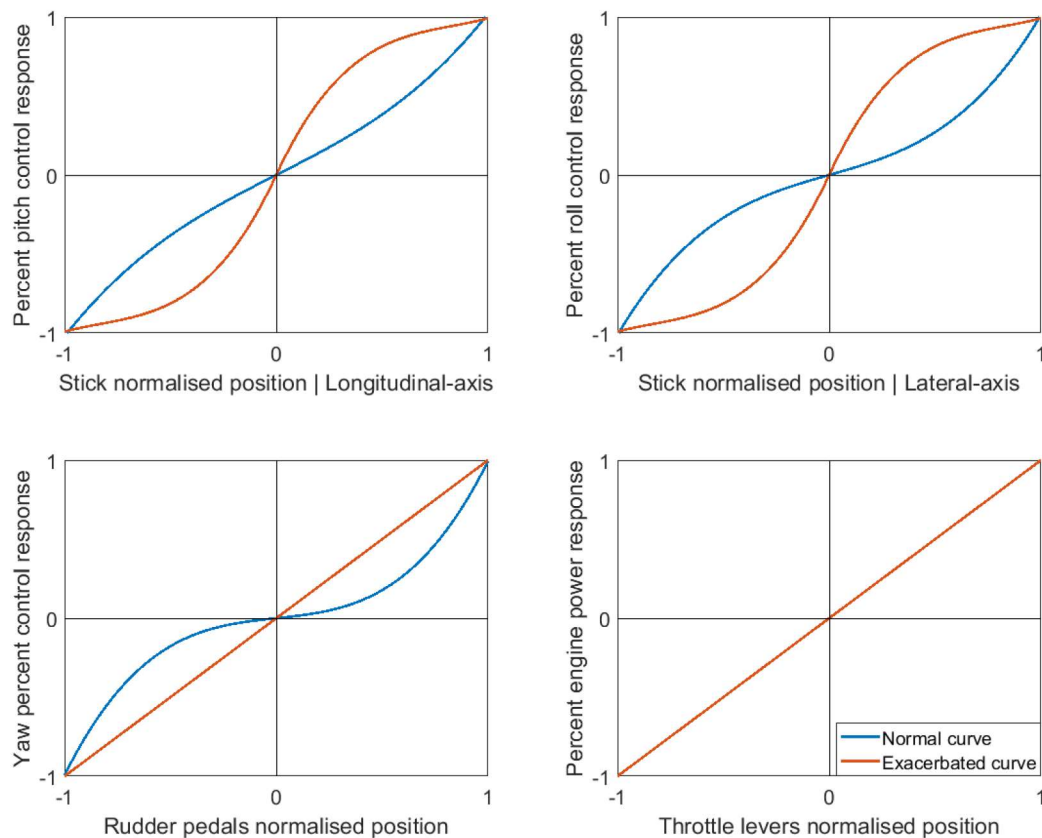 1
0
-1
-1
0
1
Percent pitch control response
Stick normalised position | Longitudinal-axis
1
0
-1
-1
0
1
Percent roll control response
Stick normalised position | Lateral-axis
1
0
-1
-1
0
1
Yaw percent control response
Rudder pedals normalised position
1
0
-1
-1
0
1
Percent engine power response
Throttle levers normalised position
Normal curve
Exacerbated curve